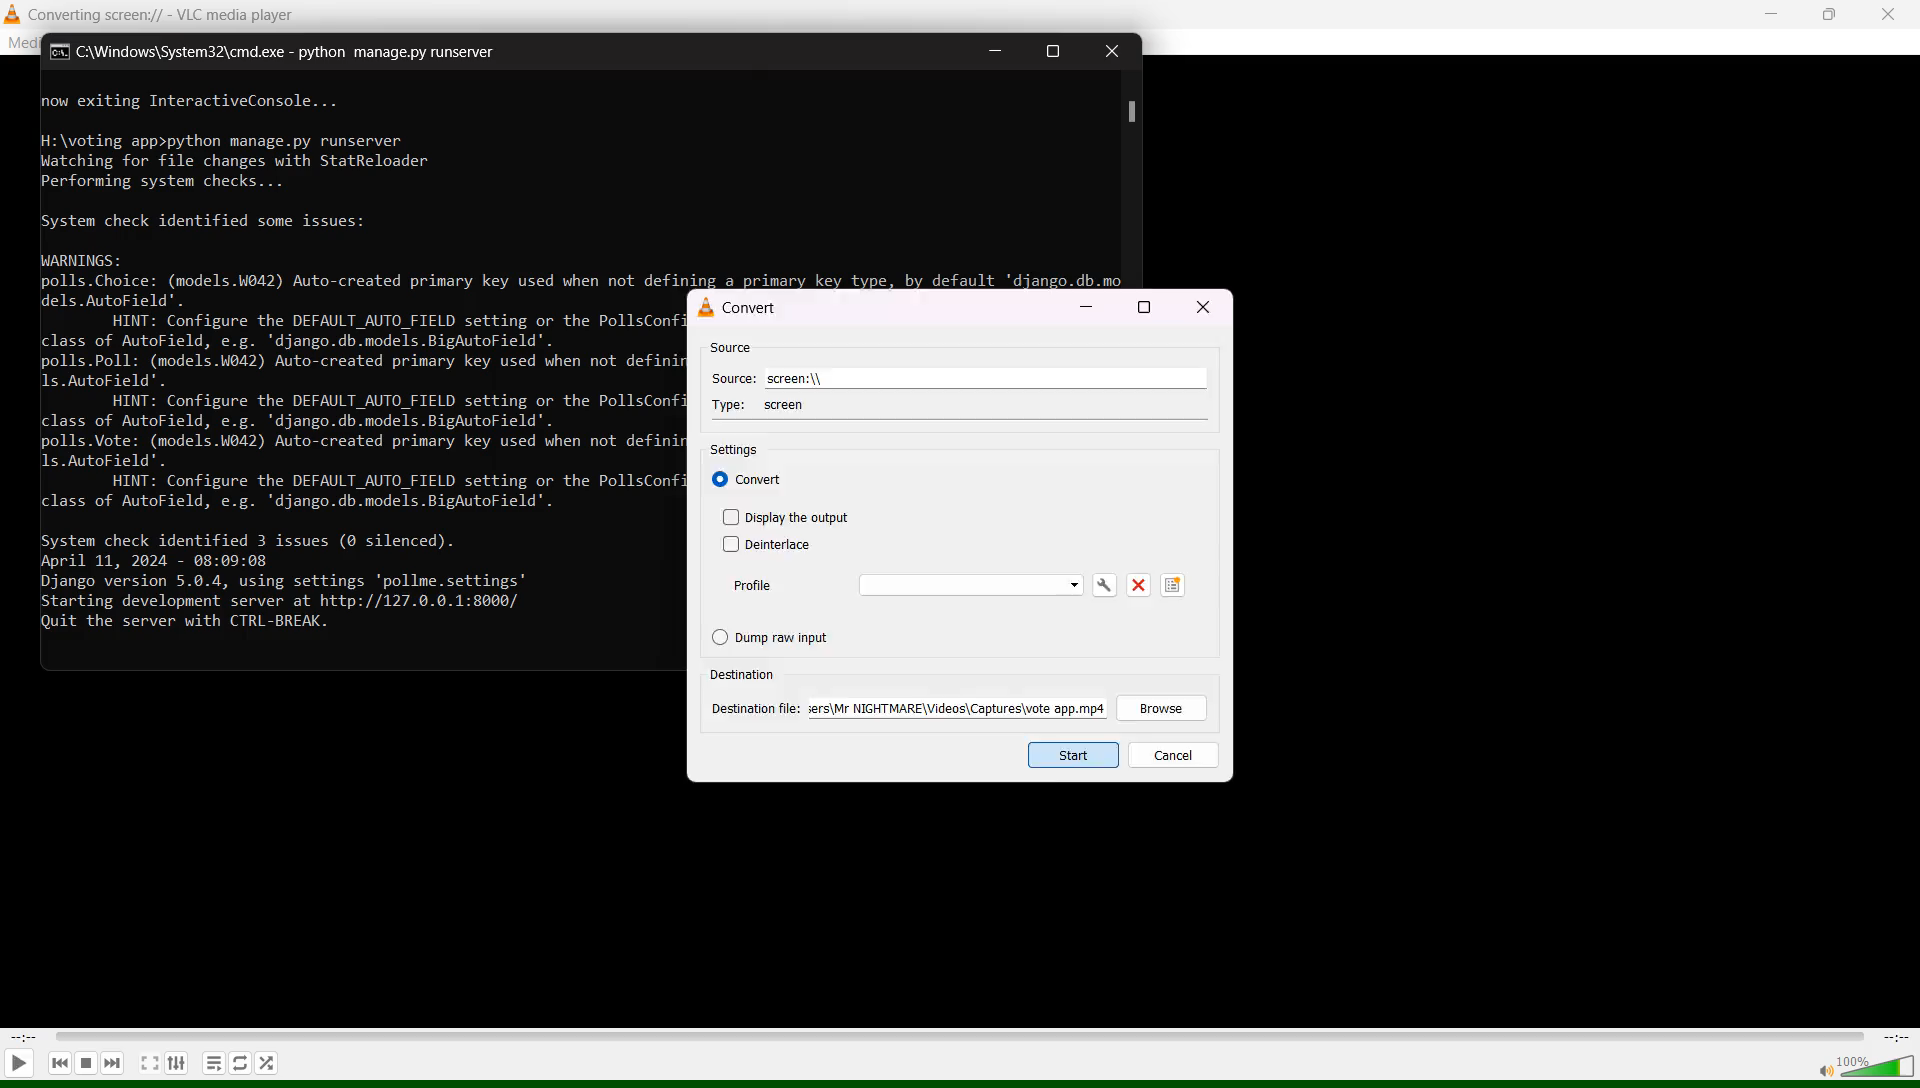 Converting screen:// - VLC media player
Medi
C:\Windows\System32\cmd.exe - python  manage.py runserver
now exiting InteractiveConsole...
H:\voting app>python manage.py runserver
Watching for file changes with StatReloader
Performing system checks...
System check identified some issues:
WARNINGS:
polls.Choice: (models.W042) Auto-created primary key used when not defining a primary key type, by default 'django.db.mo
dels.AutoField'.
HINT: Configure the DEFAULT_AUTO_FIELD setting or the PollsConfi
class of AutoField, e.g. 'django.db.models.BigAutoField'.
polls.Poll: (models.W042) Auto-created primary key used when not definin
ls.AutoField'.
HINT: Configure the DEFAULT_AUTO_FIELD setting or the PollsConfi
class of AutoField, e.g. 'django.db.models.BigAutoField'.
polls.Vote: (models.W042) Auto-created primary key used when not definin
ls.AutoField'.
HINT: Configure the DEFAULT_AUTO_FIELD setting or the PollsConfi
class of AutoField, e.g. 'django.db.models.BigAutoField'.
System check identified 3 issues (0 silenced).
April 11, 2024 - 08:09:08
Django version 5.0.4, using settings 'pollme.settings'
Starting development server at http://127.0.0.1:8000/
Quit the server with CTRL-BREAK.
Convert
Source
Source: screen:\\
Type: screen
Settings
Convert
Display the output
Deinterlace
Profile
Dump raw input
Destination
Destination file: sers\Mr NIGHTMARE\Videos\Captures\vote app.mp4 Browse
Start Cancel
--:-- --:--
100%